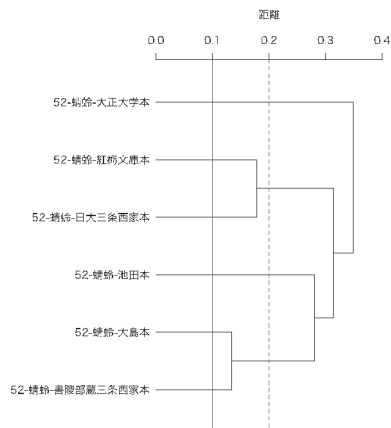 距離
0.0 0.1 0.2 0.3 0.4
52-蜻蛉-大正大学本
52-蜻蛉-紅梅文庫本
52-蜻蛉-日大三条西家本
52-蜻蛉-池田本
52-蜻蛉-大島本
52-蜻蛉-書陵部蔵三条西家本